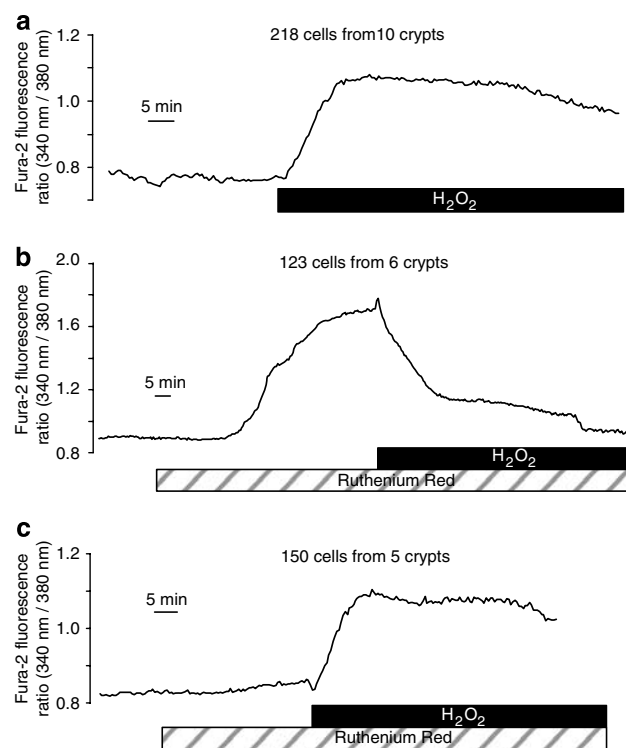 a
218 cells from10 crypts
Fura-2 fluorescence
ratio (340 nm / 380 nm)
1.2
1.0
0.8
5 min
H₂O₂
b
123 cells from 6 crypts
Fura-2 fluorescence
ratio (340 nm / 380 nm)
2.0
1.6
1.2
0.8
5 min
H₂O₂
Ruthenium Red
c
150 cells from 5 crypts
Fura-2 fluorescence
ratio (340 nm / 380 nm)
1.2
1.0
0.8
5 min
H₂O₂
Ruthenium Red